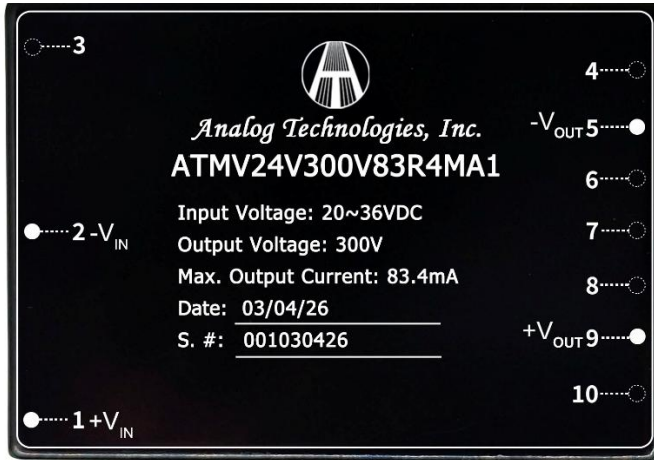 3
4
Analog Technologies, Inc.
-VOUT 5
ATMV24V300V83R4MA1
6
Input Voltage: 20~36VDC
2 -VIN
7
Output Voltage: 300V
Max. Output Current: 83.4mA
8
Date: 03/04/26
S. #: 001030426
+VOUT 9
10
1 +VIN